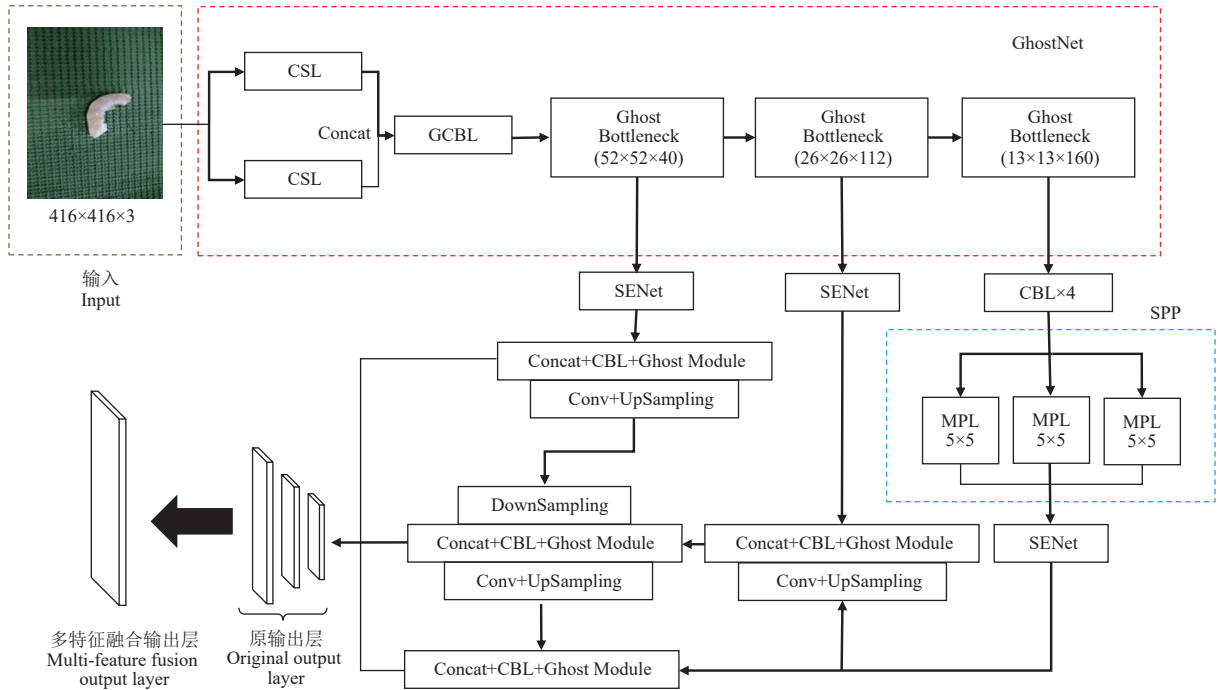 GhostNet
CSL
Concat
CSL
GCBL
Ghost
Bottleneck
(52×52×40)
Ghost
Bottleneck
(26×26×112)
Ghost
Bottleneck
(13×13×160)
416×416×3
输入
Input
SENet
SENet
CBL×4
SPP
Concat+CBL+Ghost Module
Conv+UpSampling
MPL
5×5
MPL
5×5
MPL
5×5
DownSampling
Concat+CBL+Ghost Module
Conv+UpSampling
Concat+CBL+Ghost Module
Conv+UpSampling
SENet
Concat+CBL+Ghost Module
多特征融合输出层
Multi-feature fusion
output layer
原输出层
Original output
layer